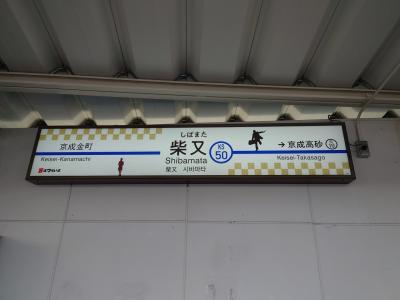 京成金町
Keisei-Kanamachi
しばまた
柴又
Shibamata
柴又 시바마타
KS
50
→ 京成高砂
Keisei-Takasago